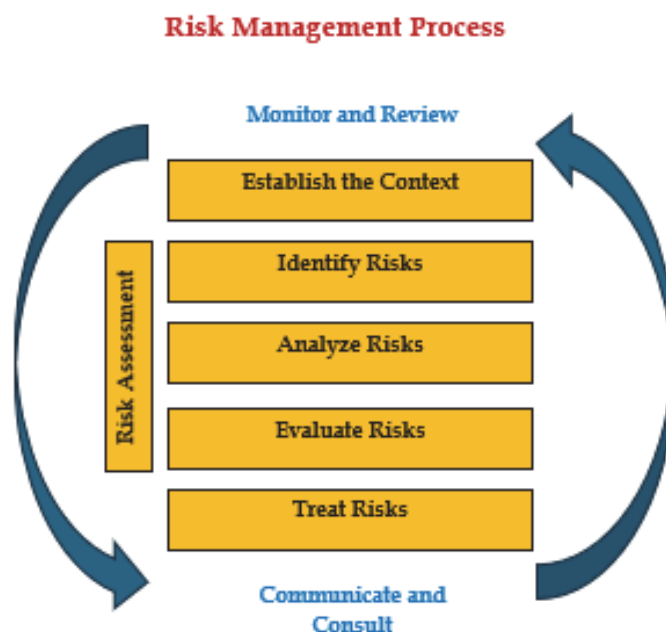 Risk Management Process
Monitor and Review
Establish the Context
Identify Risks
Risk Assessment
Analyze Risks
Evaluate Risks
Treat Risks
Communicate and
Consult